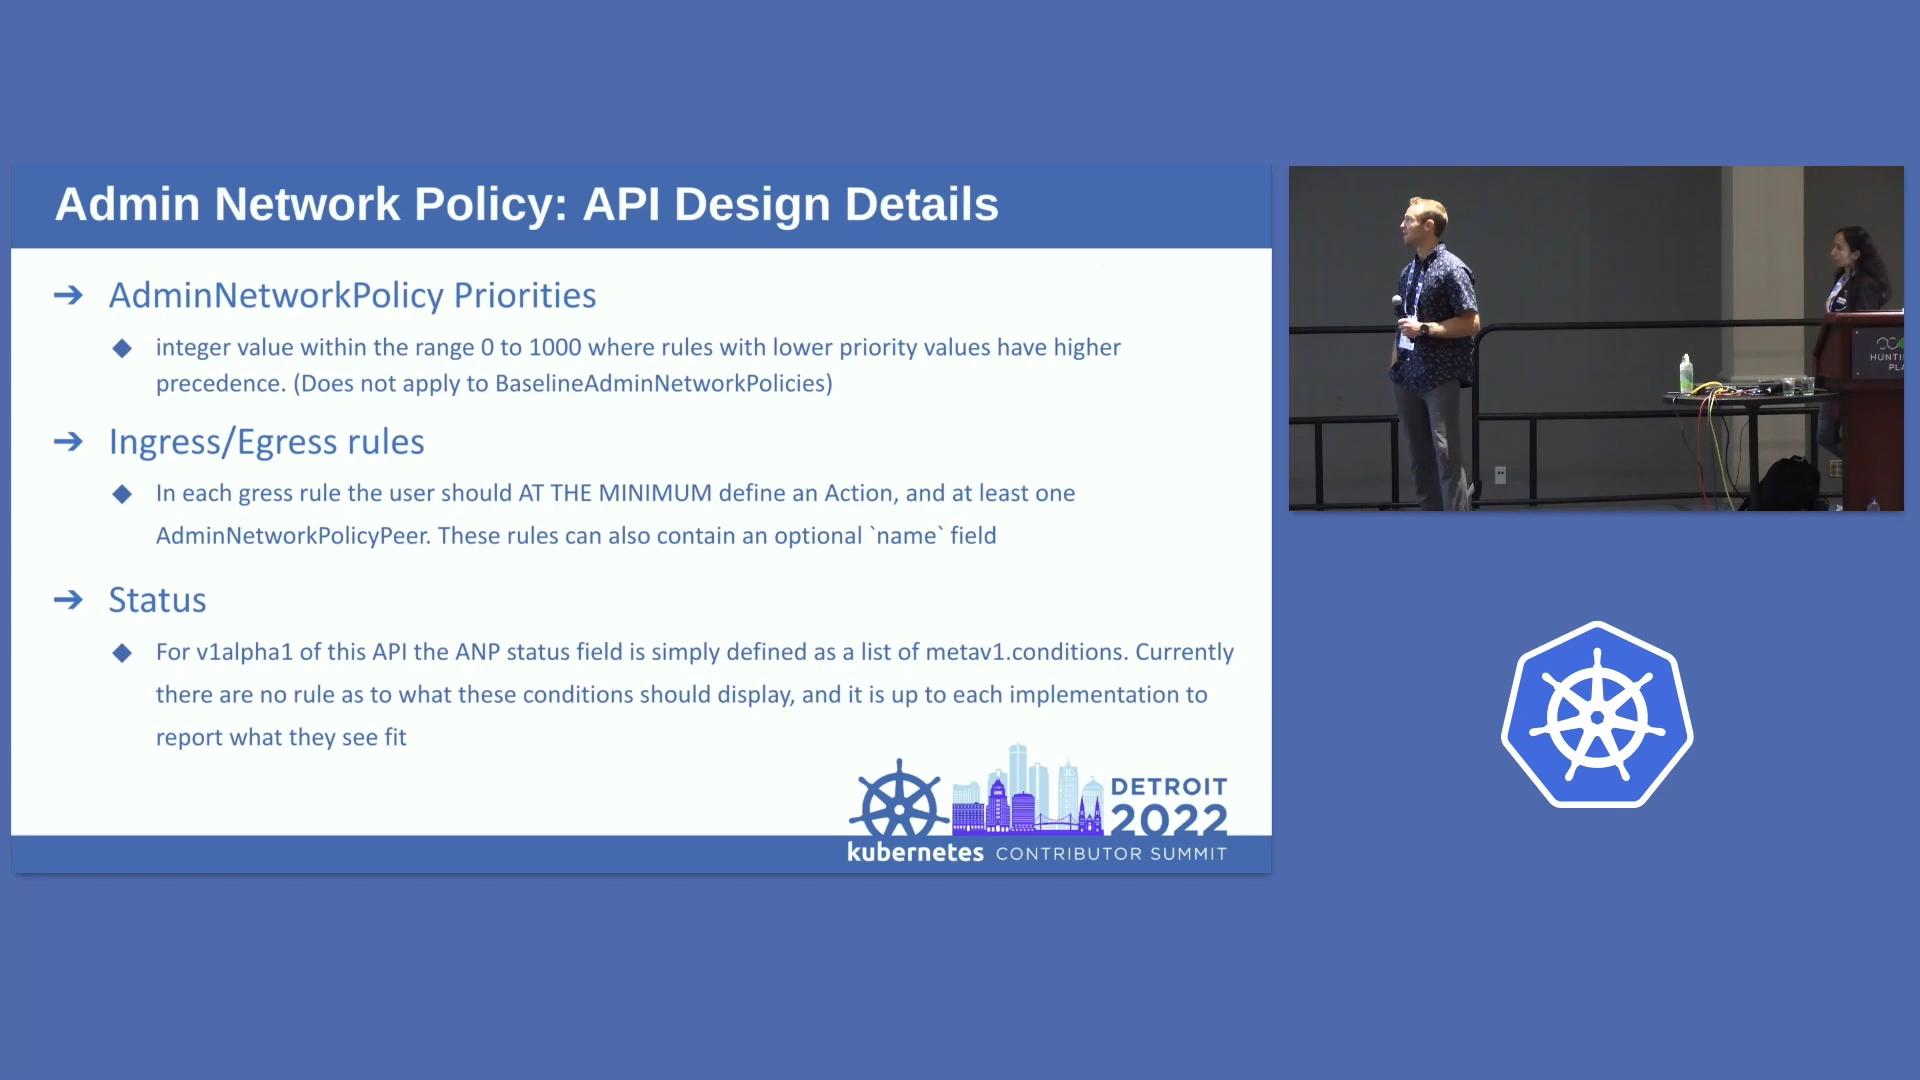 Admin Network Policy: API Design Details
➔ AdminNetworkPolicy Priorities
◆ integer value within the range 0 to 1000 where rules with lower priority values have higher
precedence. (Does not apply to BaselineAdminNetworkPolicies)
➔ Ingress/Egress rules
◆ In each gress rule the user should AT THE MINIMUM define an Action, and at least one
AdminNetworkPolicyPeer. These rules can also contain an optional `name` field
➔ Status
◆ For v1alpha1 of this API the ANP status field is simply defined as a list of metav1.conditions. Currently
there are no rule as to what these conditions should display, and it is up to each implementation to
report what they see fit
DETROIT
2022
kubernetes CONTRIBUTOR SUMMIT